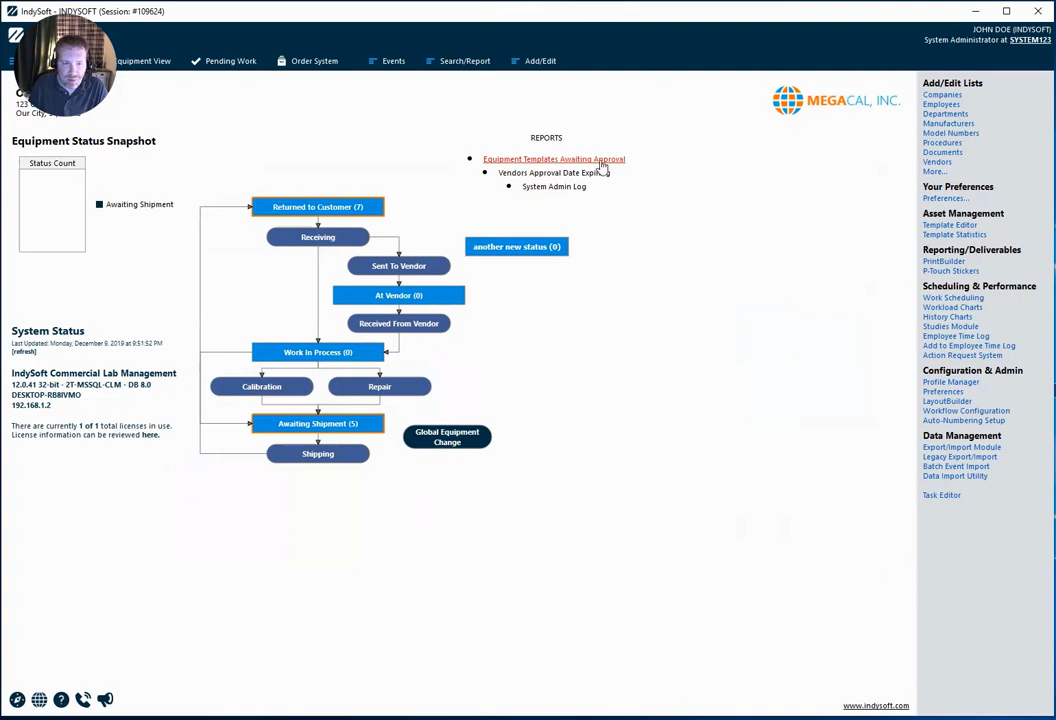 IndySoft - INDYSOFT (Session: #109624)
JOHN DOE (INDYSOFT)
System Administrator at SYSTEM123
Equipment View
Pending Work
Order System
Events
Search/Report
Add/Edit
123
Our City,
MEGACAL, INC.
Equipment Status Snapshot
Status Count
Awaiting Shipment
REPORTS
Equipment Templates Awaiting Approval
Vendors Approval Date Expiring
System Admin Log
Returned to Customer (7)
Receiving
another new status (0)
Sent To Vendor
At Vendor (0)
Received From Vendor
Work In Process (0)
Calibration
Repair
Awaiting Shipment (5)
Global Equipment
Change
Shipping
System Status
Last Updated: Monday, December 9, 2019 at 9:51:52 PM
[refresh]
IndySoft Commercial Lab Management
12.0.41 32-bit - 2T-MSSQL-CLM - DB 8.0
DESKTOP-RB8IVMO
192.168.1.2
There are currently 1 of 1 total licenses in use.
License information can be reviewed here.
Add/Edit Lists
Companies
Employees
Departments
Manufacturers
Model Numbers
Procedures
Documents
Vendors
More...
Your Preferences
Preferences...
Asset Management
Template Editor
Template Statistics
Reporting/Deliverables
PrintBuilder
P-Touch Stickers
Scheduling & Performance
Work Scheduling
Workload Charts
History Charts
Studies Module
Employee Time Log
Add to Employee Time Log
Action Request System
Configuration & Admin
Profile Manager
Preferences
LayoutBuilder
Workflow Configuration
Auto-Numbering Setup
Data Management
Export/Import Module
Legacy Export/Import
Batch Event Import
Data Import Utility
Task Editor
www.indysoft.com